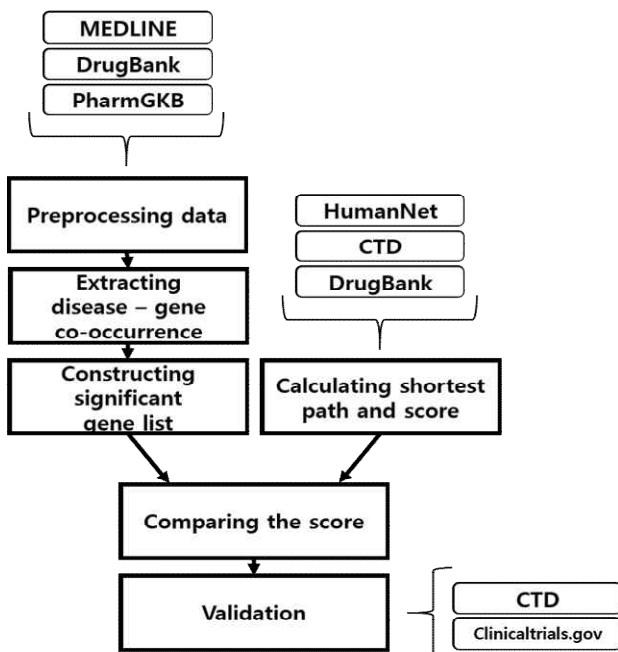 MEDLINE
DrugBank
PharmGKB
Preprocessing data
Extracting
disease – gene
co-occurrence
Constructing
significant
gene list
HumanNet
CTD
DrugBank
Calculating shortest
path and score
Comparing the score
Validation
CTD
Clinicaltrials.gov